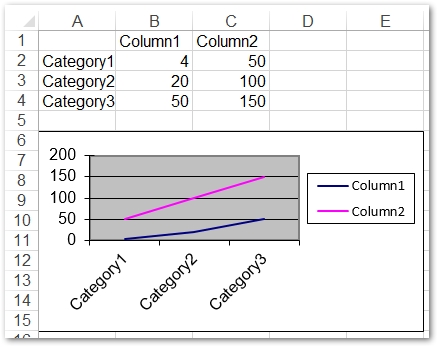 A B C D E
1 Column1 Column2
2 Category1 4 50
3 Category2 20 100
4 Category3 50 150
5
6
7 200
8 150 Column1
9 100
10 50 Column2
11 0
12 Category1 Category2 Category3
13
14
15